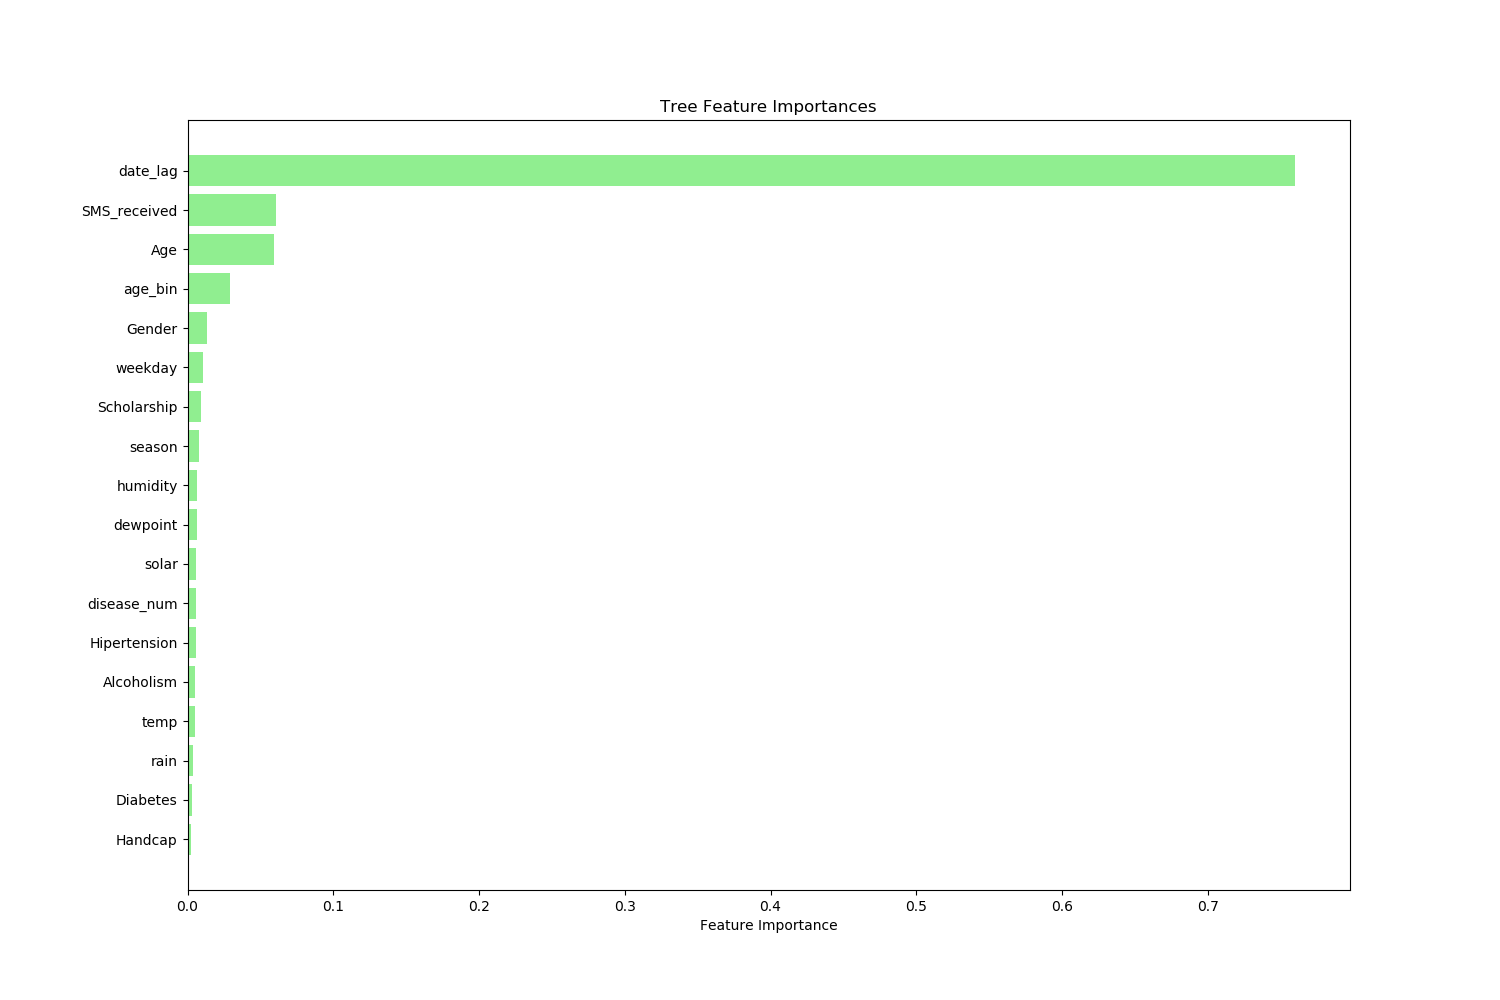 Tree Feature Importances
date_lag
SMS_received
Age
age_bin
Gender
weekday
Scholarship
season
humidity
dewpoint
solar
disease_num
Hipertension
Alcoholism
temp
rain
Diabetes
Handcap
0.0 0.1 0.2 0.3 0.4 0.5 0.6 0.7
Feature Importance